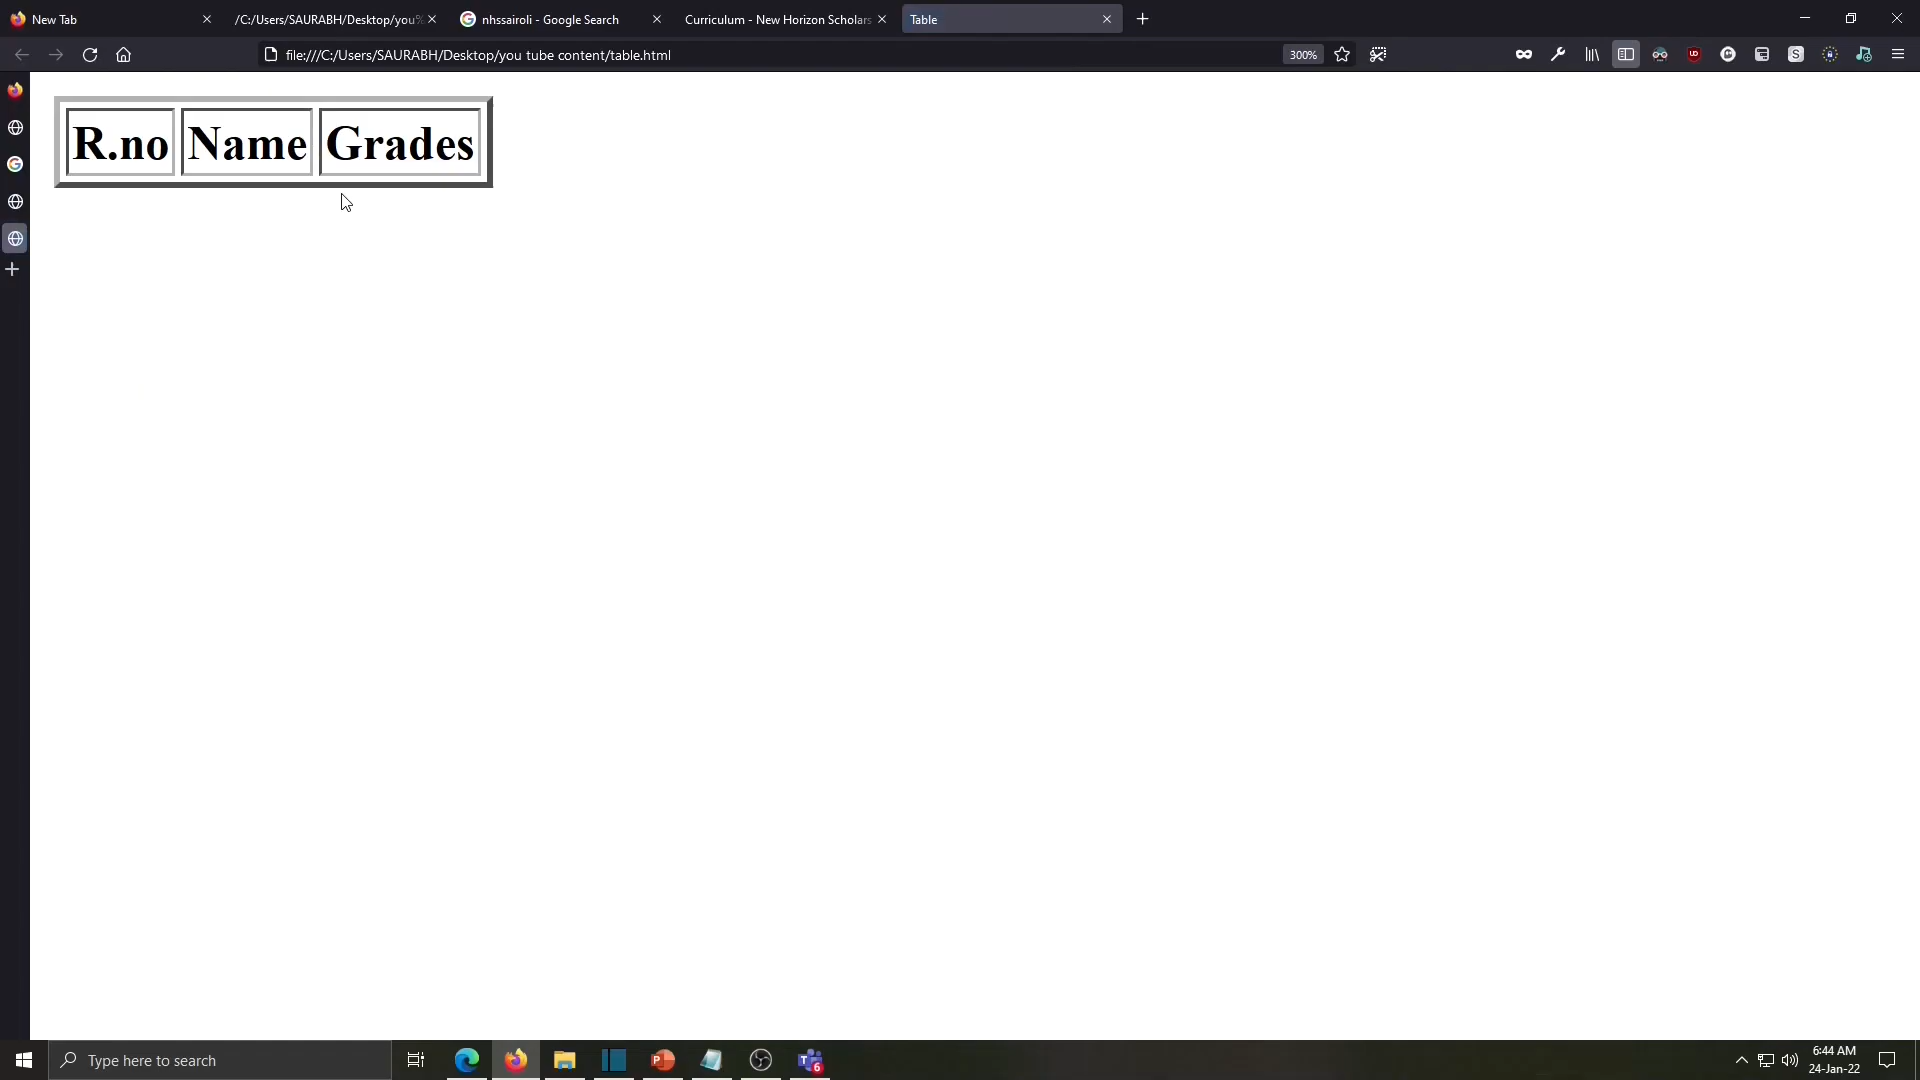 New Tab
/C:/Users/SAURABH/Desktop/you%
nhssairoli - Google Search
Curriculum - New Horizon Scholars
Table
file:///C:/Users/SAURABH/Desktop/you tube content/table.html
300%
R.no Name Grades
Type here to search
6:44 AM
24-Jan-22